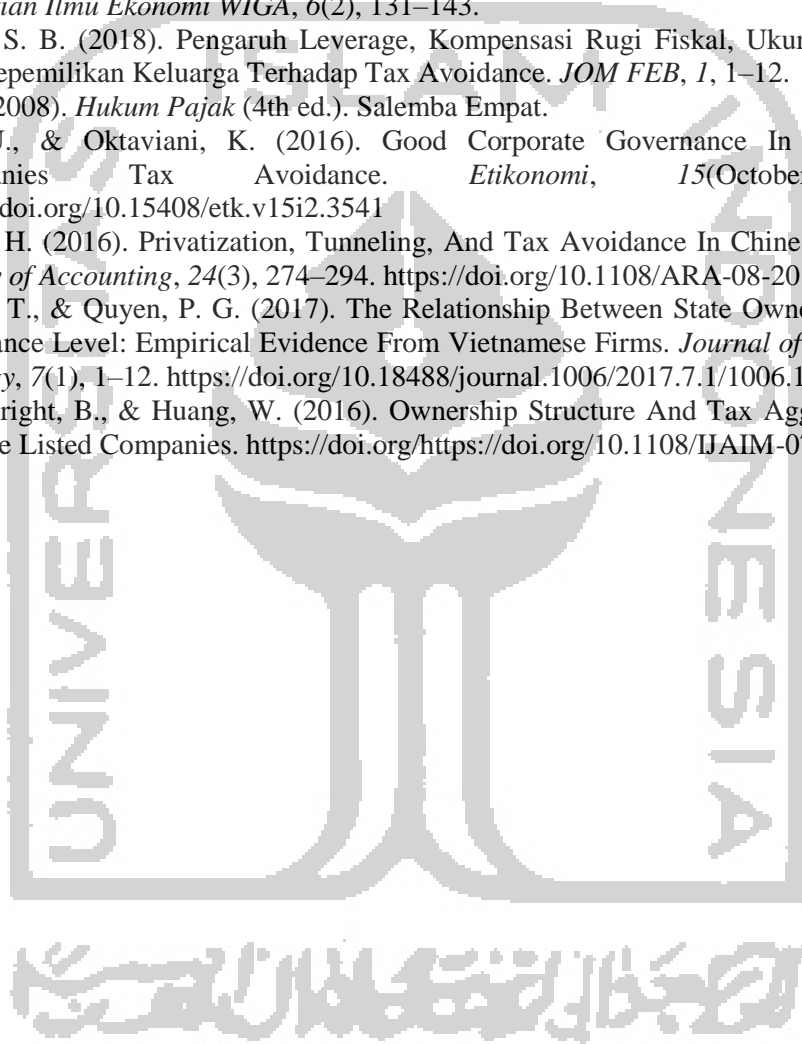 ian Ilmu Ekonomi WIGA, 6(2), 131–143.
S. B. (2018). Pengaruh Leverage, Kompensasi Rugi Fiskal, Ukur
epemilikan Keluarga Terhadap Tax Avoidance. JOM FEB, 1, 1–12.
2008). Hukum Pajak (4th ed.). Salemba Empat.
J., & Oktaviani, K. (2016). Good Corporate Governance In
anies Tax Avoidance. Etikonomi, 15(October
doi.org/10.15408/etk.v15i2.3541
H. (2016). Privatization, Tunneling, And Tax Avoidance In Chine
y of Accounting, 24(3), 274–294. https://doi.org/10.1108/ARA-08-20
T., & Quyen, P. G. (2017). The Relationship Between State Owne
ance Level: Empirical Evidence From Vietnamese Firms. Journal of
y, 7(1), 1–12. https://doi.org/10.18488/journal.1006/2017.7.1/1006.1
right, B., & Huang, W. (2016). Ownership Structure And Tax Agg
e Listed Companies. https://doi.org/https://doi.org/10.1108/IJAIM-07
UNIVERSITAS
ISLAM
INDONESIA